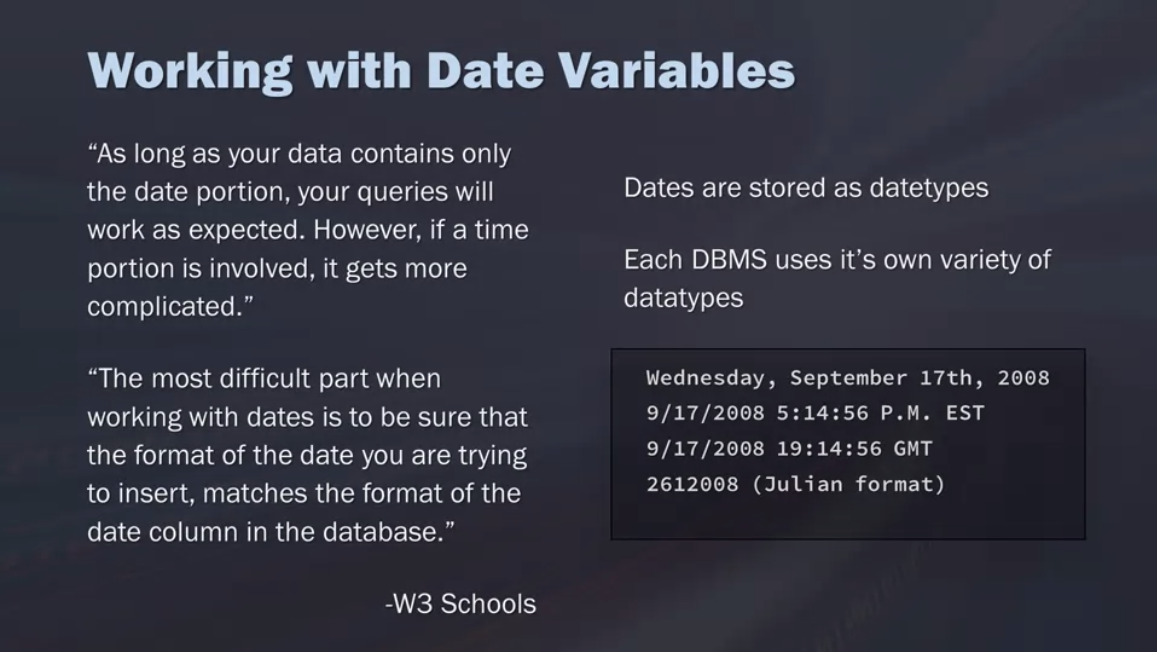 Working with Date Variables
“As long as your data contains only
the date portion, your queries will
work as expected. However, if a time
portion is involved, it gets more
complicated.”
“The most difficult part when
working with dates is to be sure that
the format of the date you are trying
to insert, matches the format of the
date column in the database.”
-W3 Schools
Dates are stored as datetypes
Each DBMS uses it’s own variety of
datatypes
Wednesday, September 17th, 2008
9/17/2008 5:14:56 P.M. EST
9/17/2008 19:14:56 GMT
2612008 (Julian format)